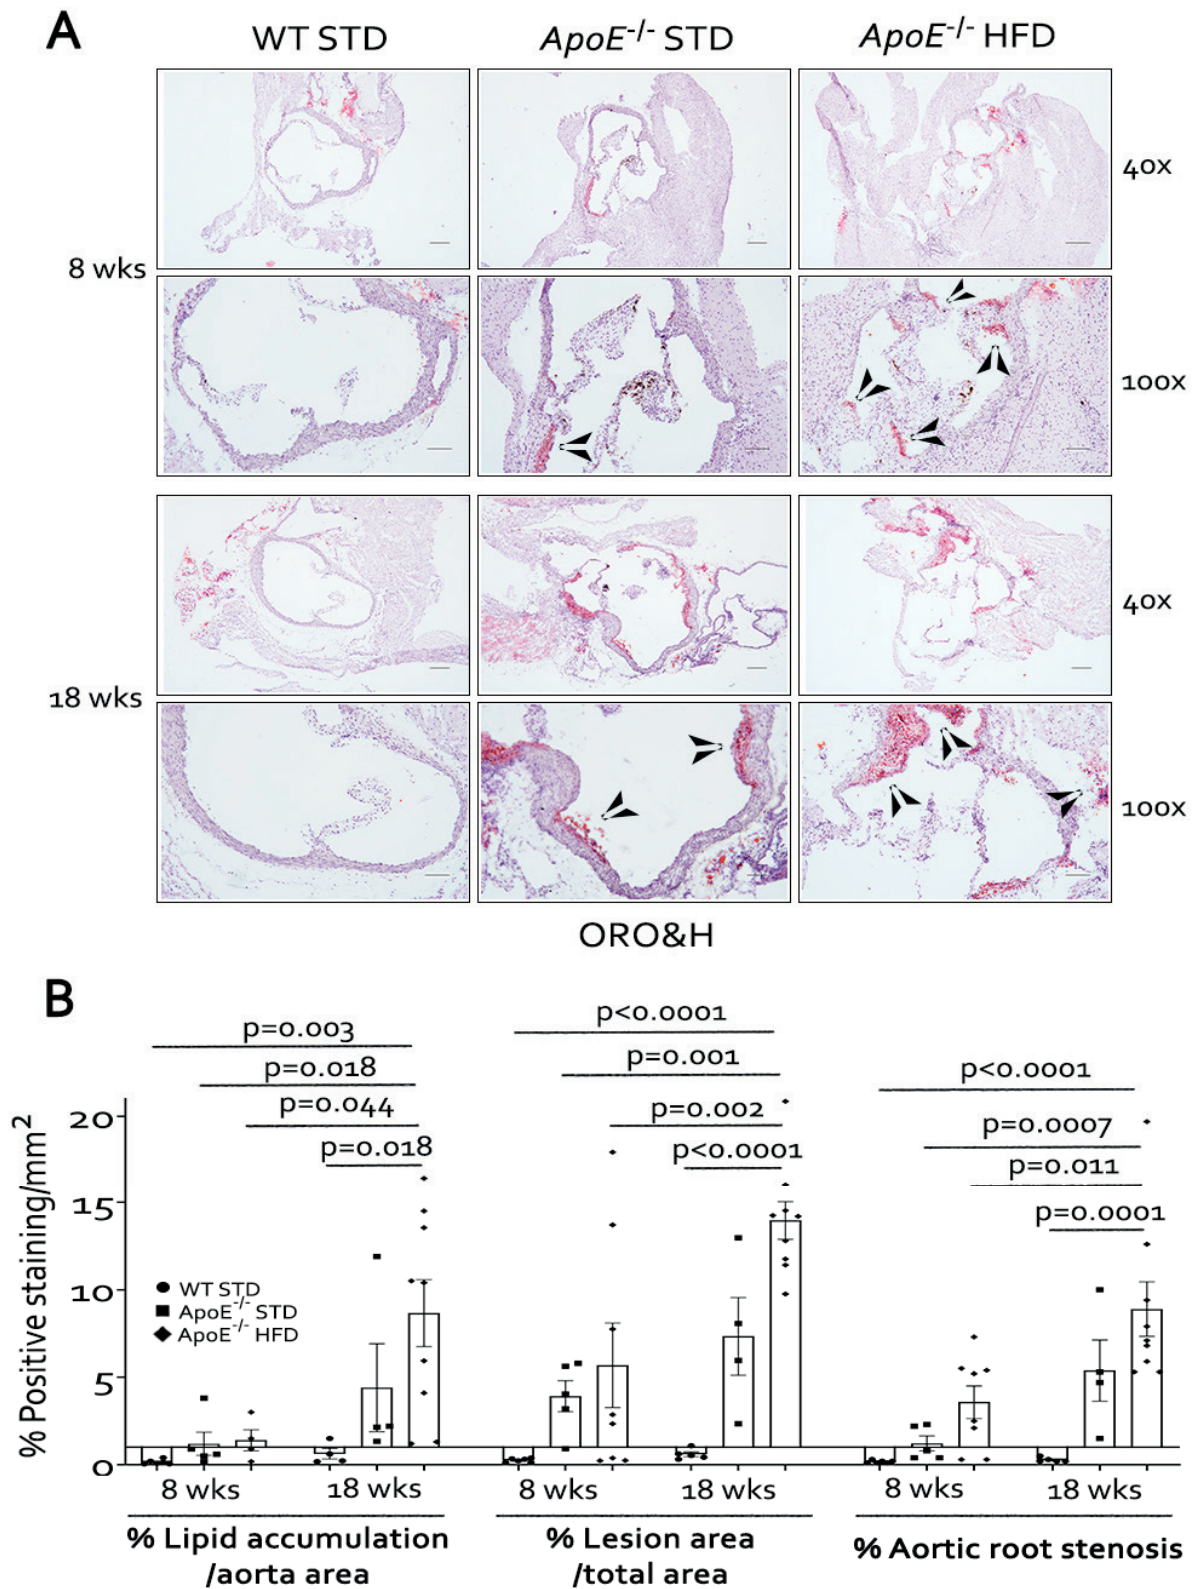 A
WT STD
ApoE-/- STD
ApoE-/- HFD
40x
8 wks
100x
40x
18 wks
100x
ORO&H
B
p=0.003
p=0.018
p=0.044
p=0.018
p<0.0001
p=0.001
p=0.002
p<0.0001
p<0.0001
p=0.0007
p=0.011
p=0.0001
% Positive staining/mm2
20
15
10
5
0
WT STD
ApoE-/- STD
ApoE-/- HFD
8 wks
18 wks
8 wks
18 wks
8 wks
18 wks
% Lipid accumulation
/aorta area
% Lesion area
/total area
% Aortic root stenosis